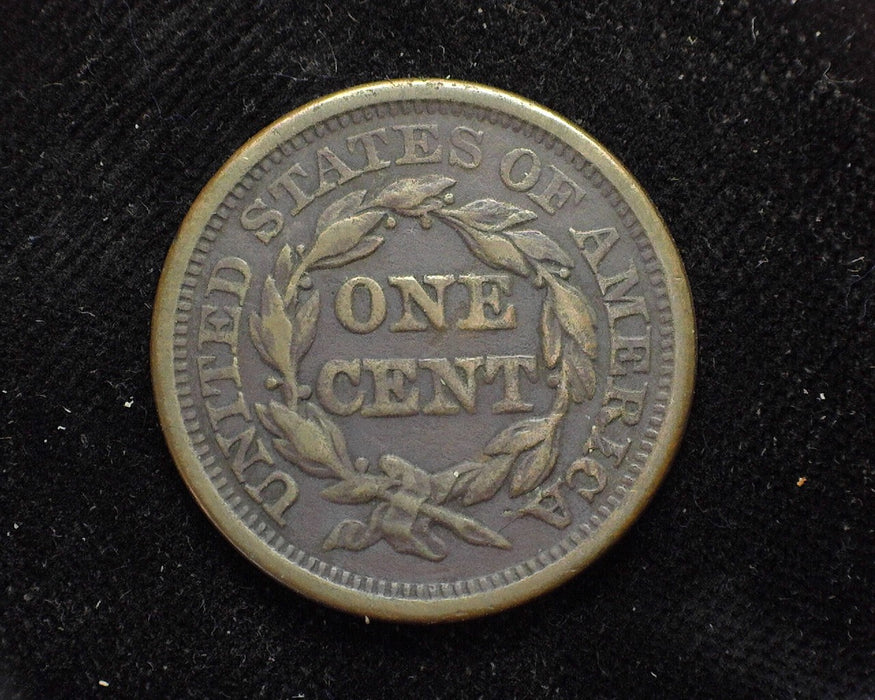 UNITED STATES OF AMERICA
ONE
CENT